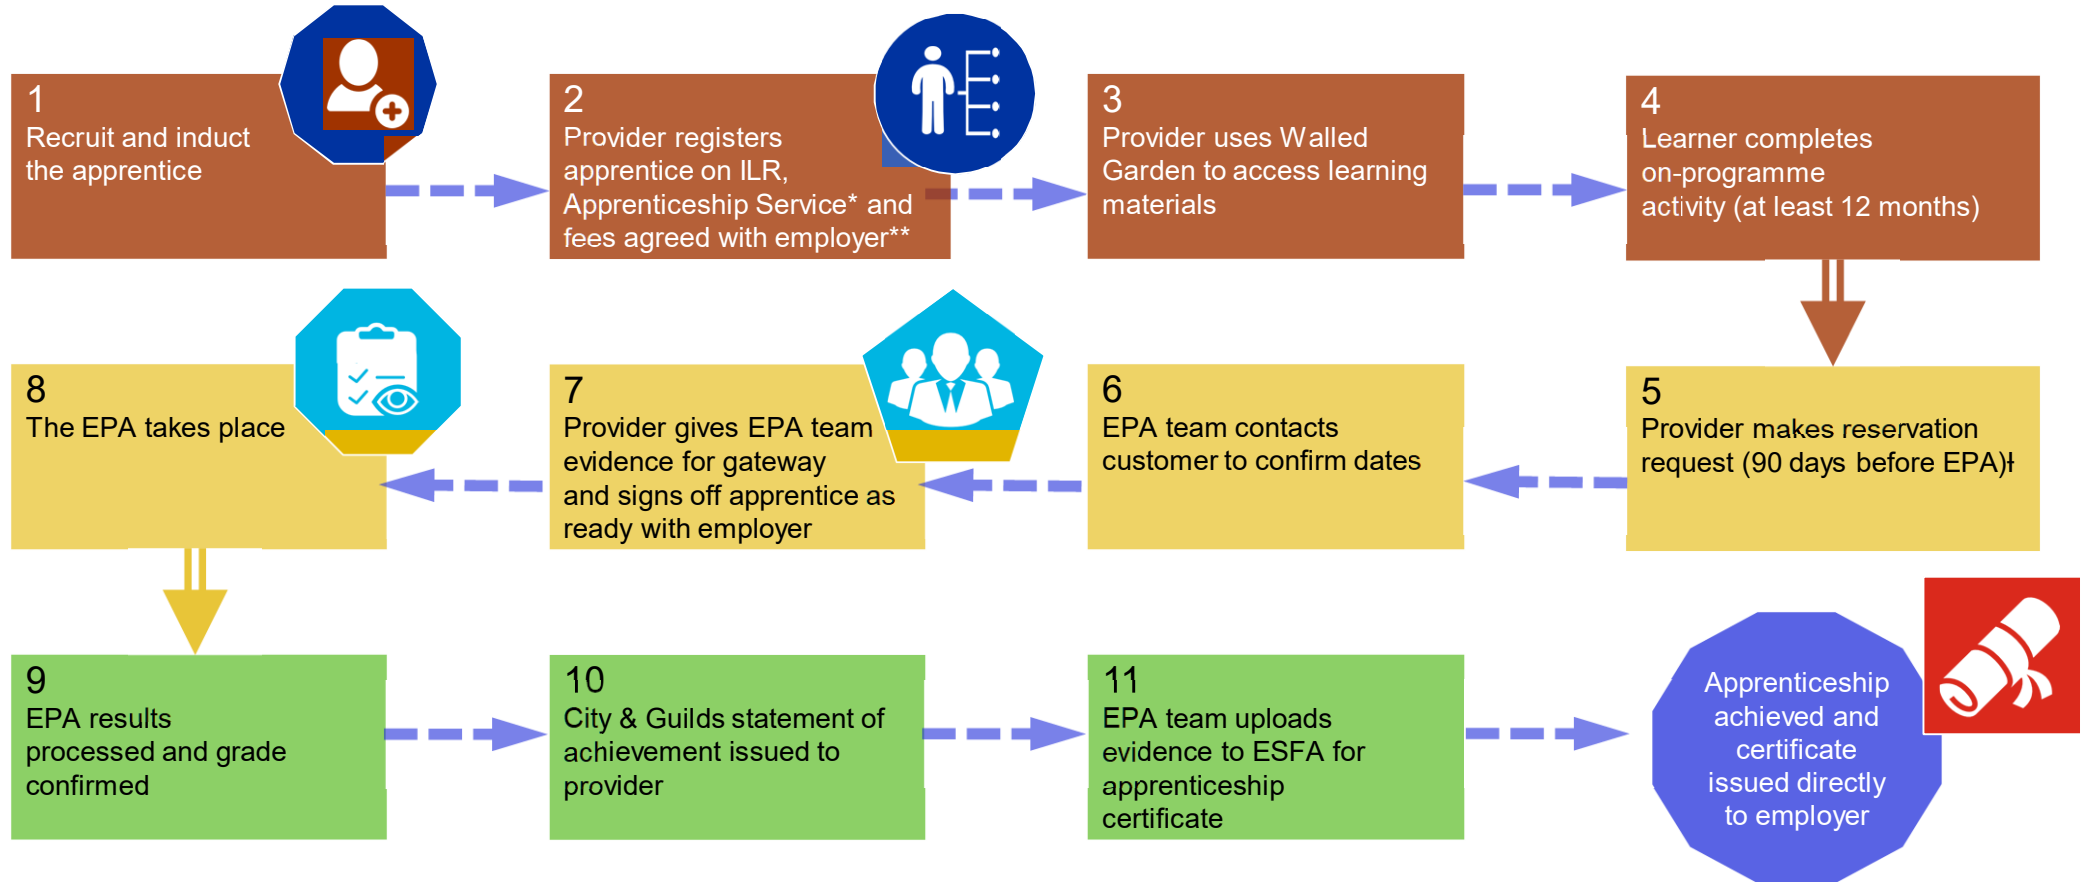 1
Recruit and induct
the apprentice
2
Provider registers
apprentice on ILR,
Apprenticeship Service* and
fees agreed with employer**
3
Provider uses Walled
Garden to access learning
materials
4
Learner completes
on-programme
activity (at least 12 months)
5
Provider makes reservation
request (90 days before EPA)ƚ
6
EPA team contacts
customer to confirm dates
7
Provider gives EPA team
evidence for gateway
and signs off apprentice as
ready with employer
8
The EPA takes place
9
EPA results
processed and grade
confirmed
10
City & Guilds statement of
achievement issued to
provider
11
EPA team uploads
evidence to ESFA for
apprenticeship
certificate
Apprenticeship
achieved and
certificate
issued directly
to employer